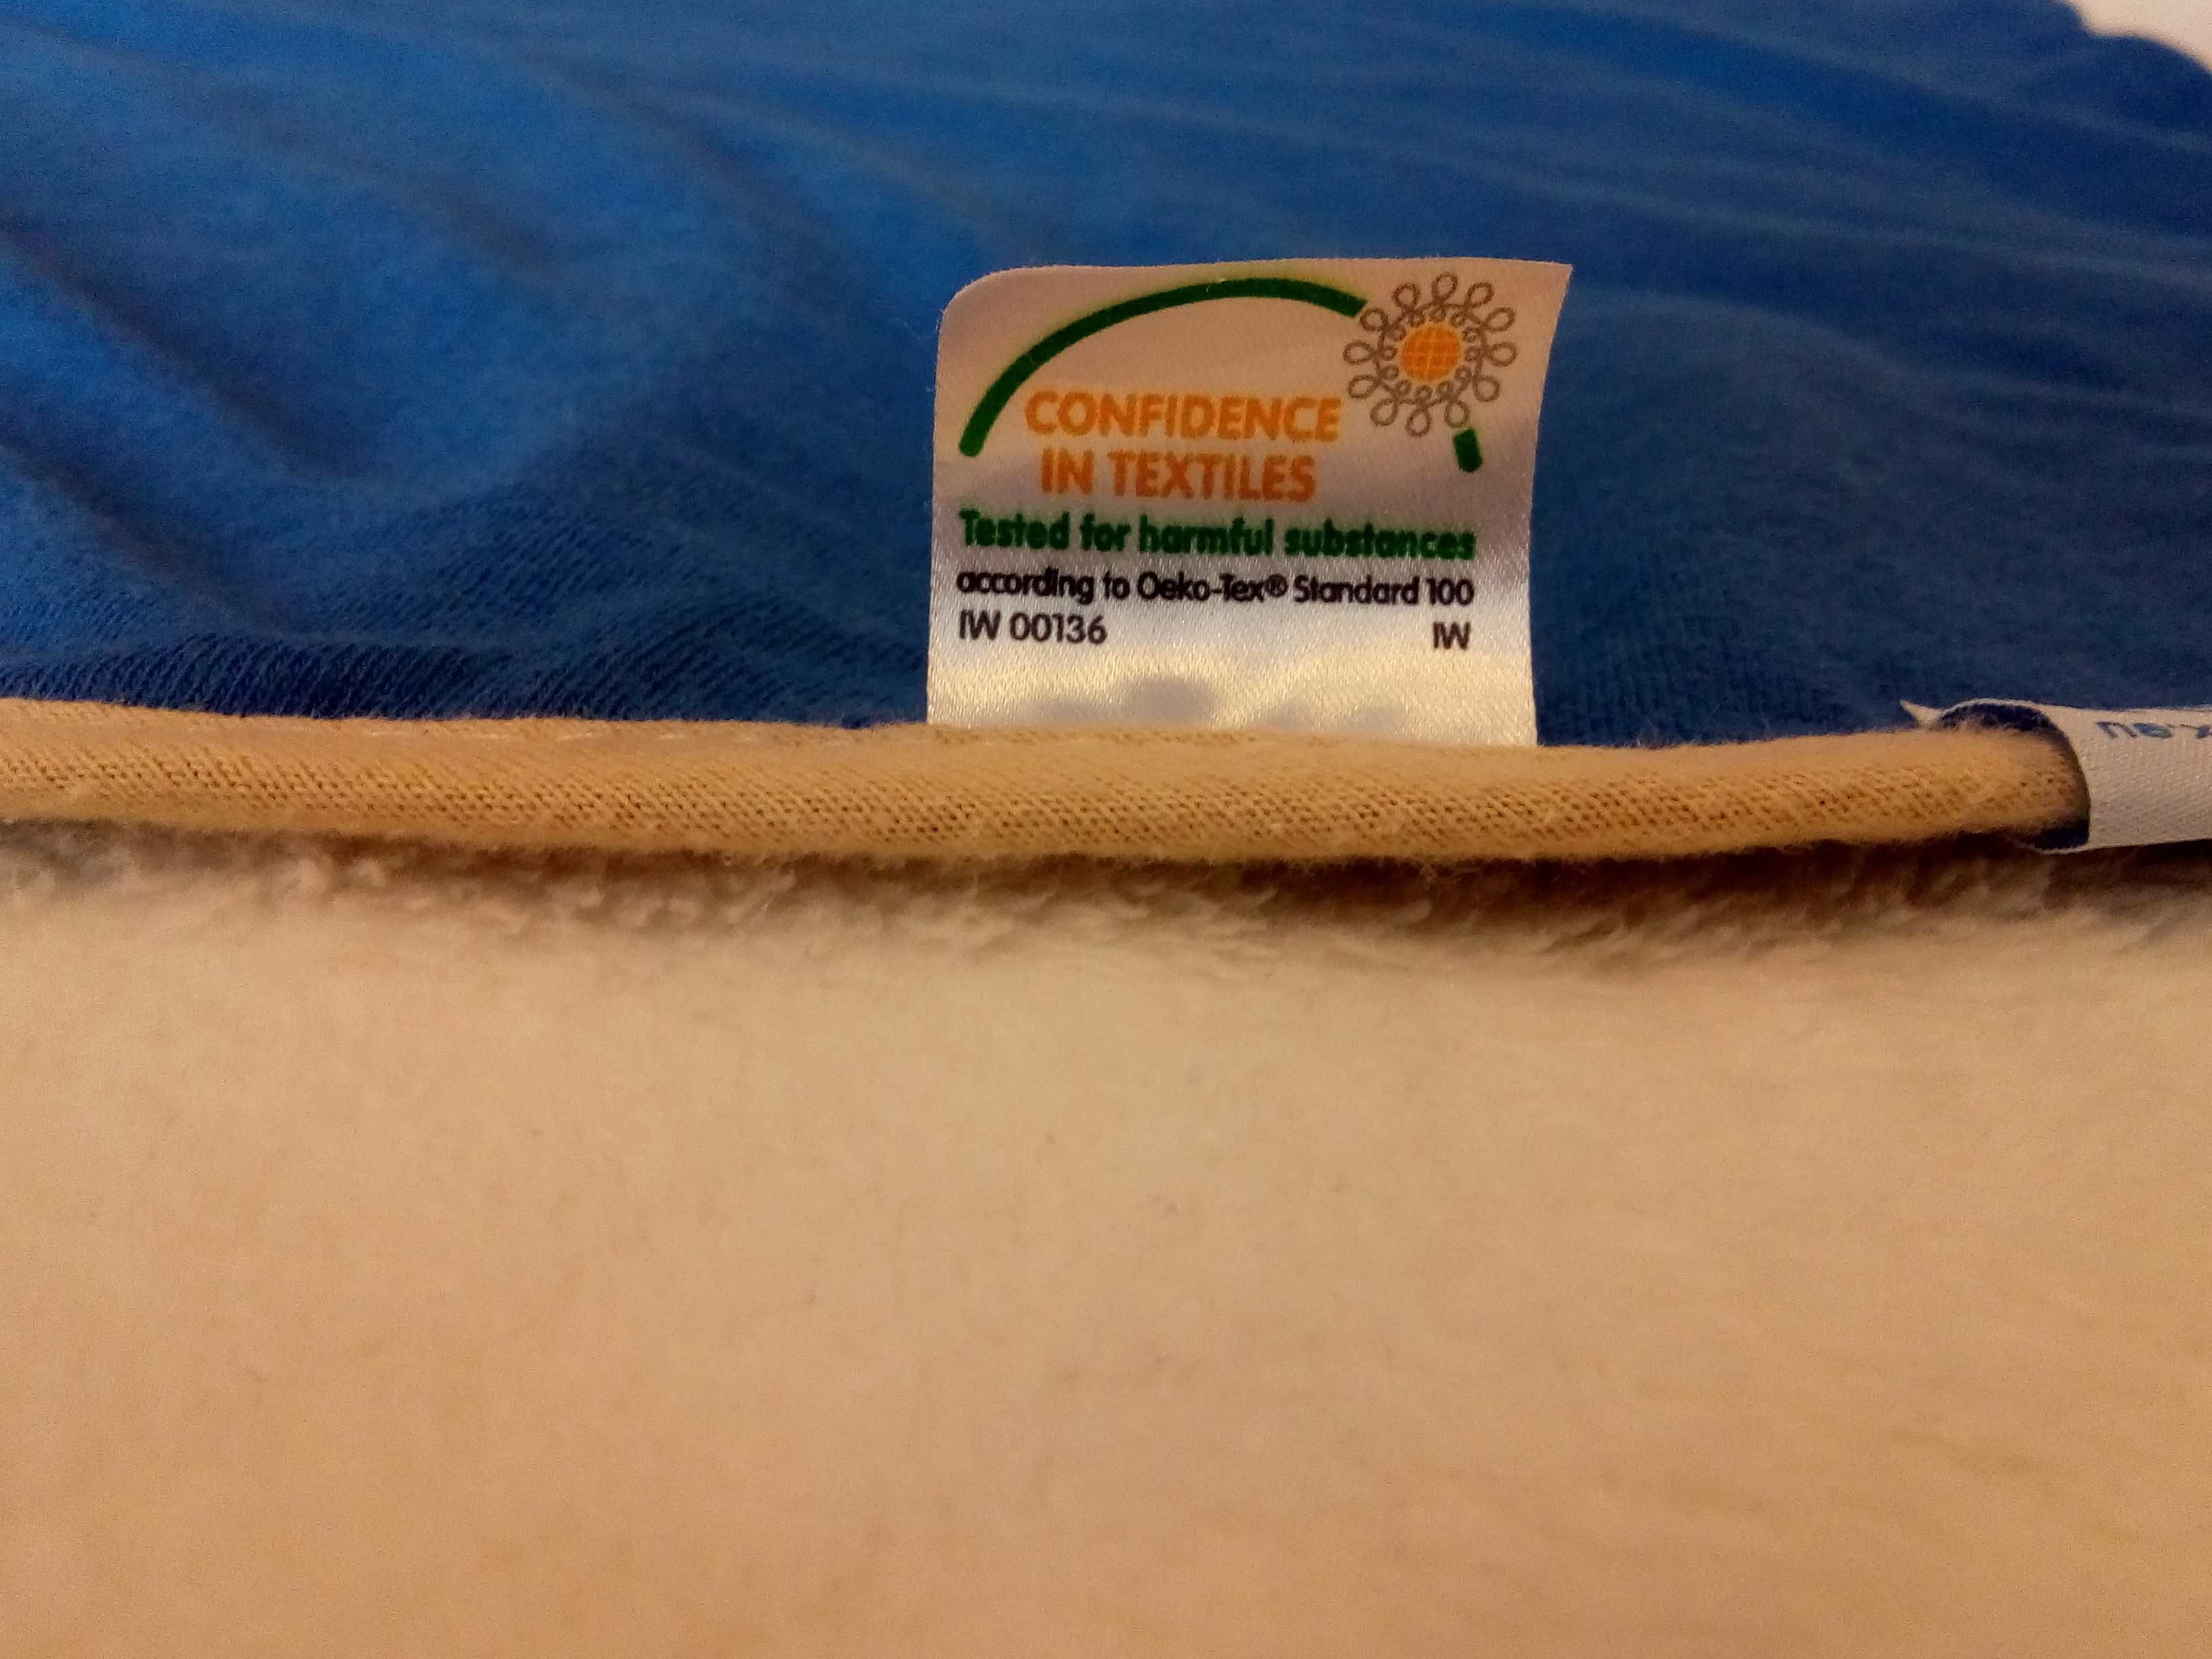 CONFIDENCE
IN TEXTILES
Tested for harmful substances
according to Oeko-Tex® Standard 100
IW 00136 IW